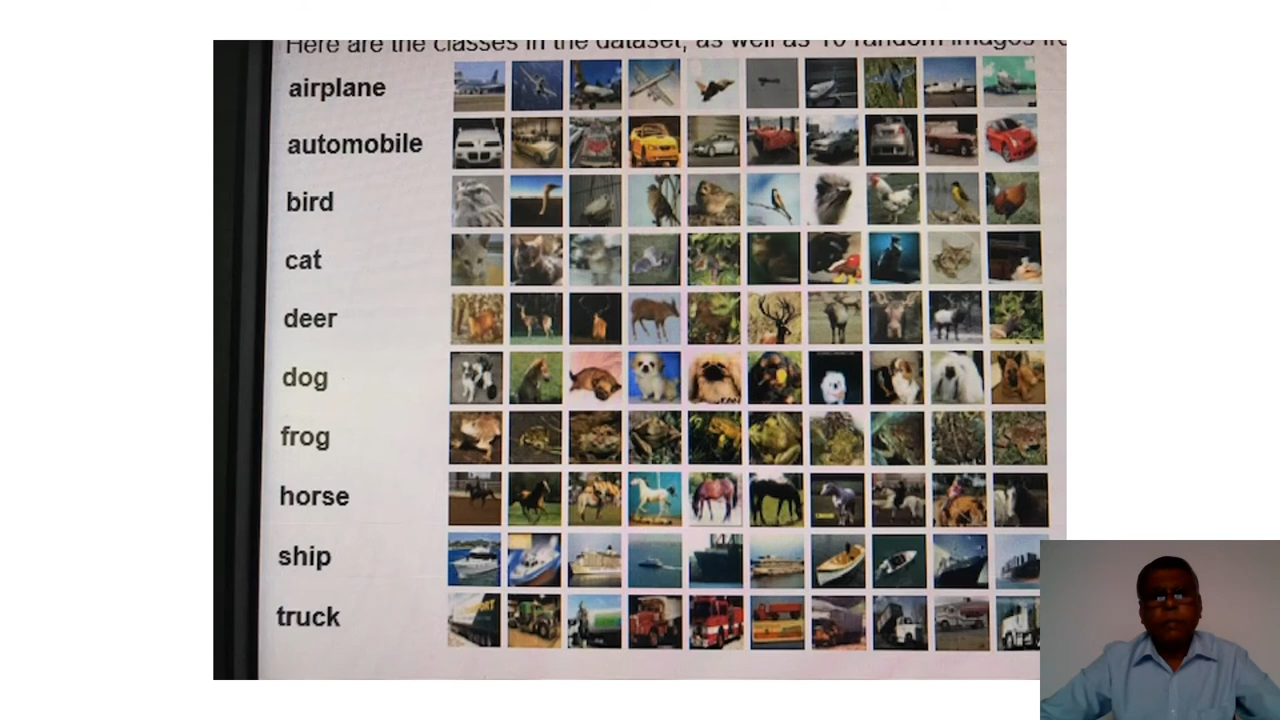 Here are the classes in the dataset, as well as 10 random images
airplane
automobile
bird
cat
deer
dog
frog
horse
ship
truck